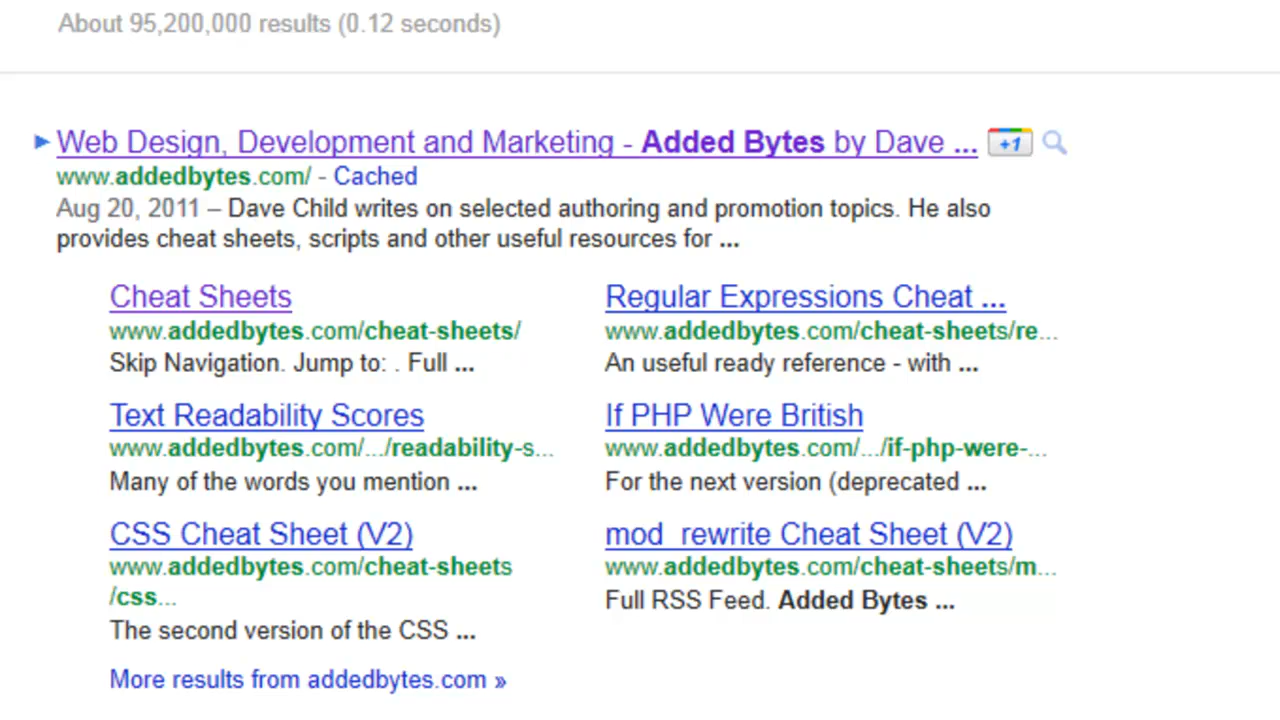 About 95,200,000 results (0.12 seconds)
Web Design, Development and Marketing - Added Bytes by Dave ... +1
www.addedbytes.com/ - Cached
Aug 20, 2011 – Dave Child writes on selected authoring and promotion topics. He also
provides cheat sheets, scripts and other useful resources for ...
Cheat Sheets
www.addedbytes.com/cheat-sheets/
Skip Navigation. Jump to: . Full ...
Regular Expressions Cheat ...
www.addedbytes.com/cheat-sheets/re...
An useful ready reference - with ...
Text Readability Scores
www.addedbytes.com/.../readability-s...
Many of the words you mention ...
If PHP Were British
www.addedbytes.com/.../if-php-were-...
For the next version (deprecated ...
CSS Cheat Sheet (V2)
www.addedbytes.com/cheat-sheets
/css...
The second version of the CSS ...
mod_rewrite Cheat Sheet (V2)
www.addedbytes.com/cheat-sheets/m...
Full RSS Feed. Added Bytes ...
More results from addedbytes.com »